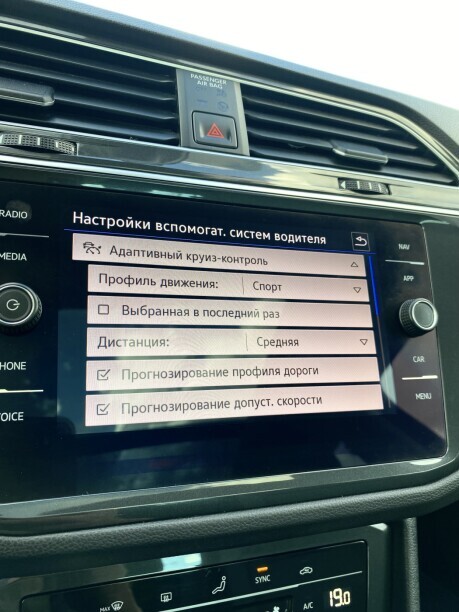 PASSENGER
AIR BAG
RADIO
MEDIA
PHONE
VOICE
Настройки вспомогат. систем водителя
Адаптивный круиз-контроль
Профиль движения: Спорт
Выбранная в последний раз
Дистанция: Средняя
Прогнозирование профиля дороги
Прогнозирование допуст. скорости
NAV
APP
CAR
MENU
MAX
SYNC
A/C
19.0